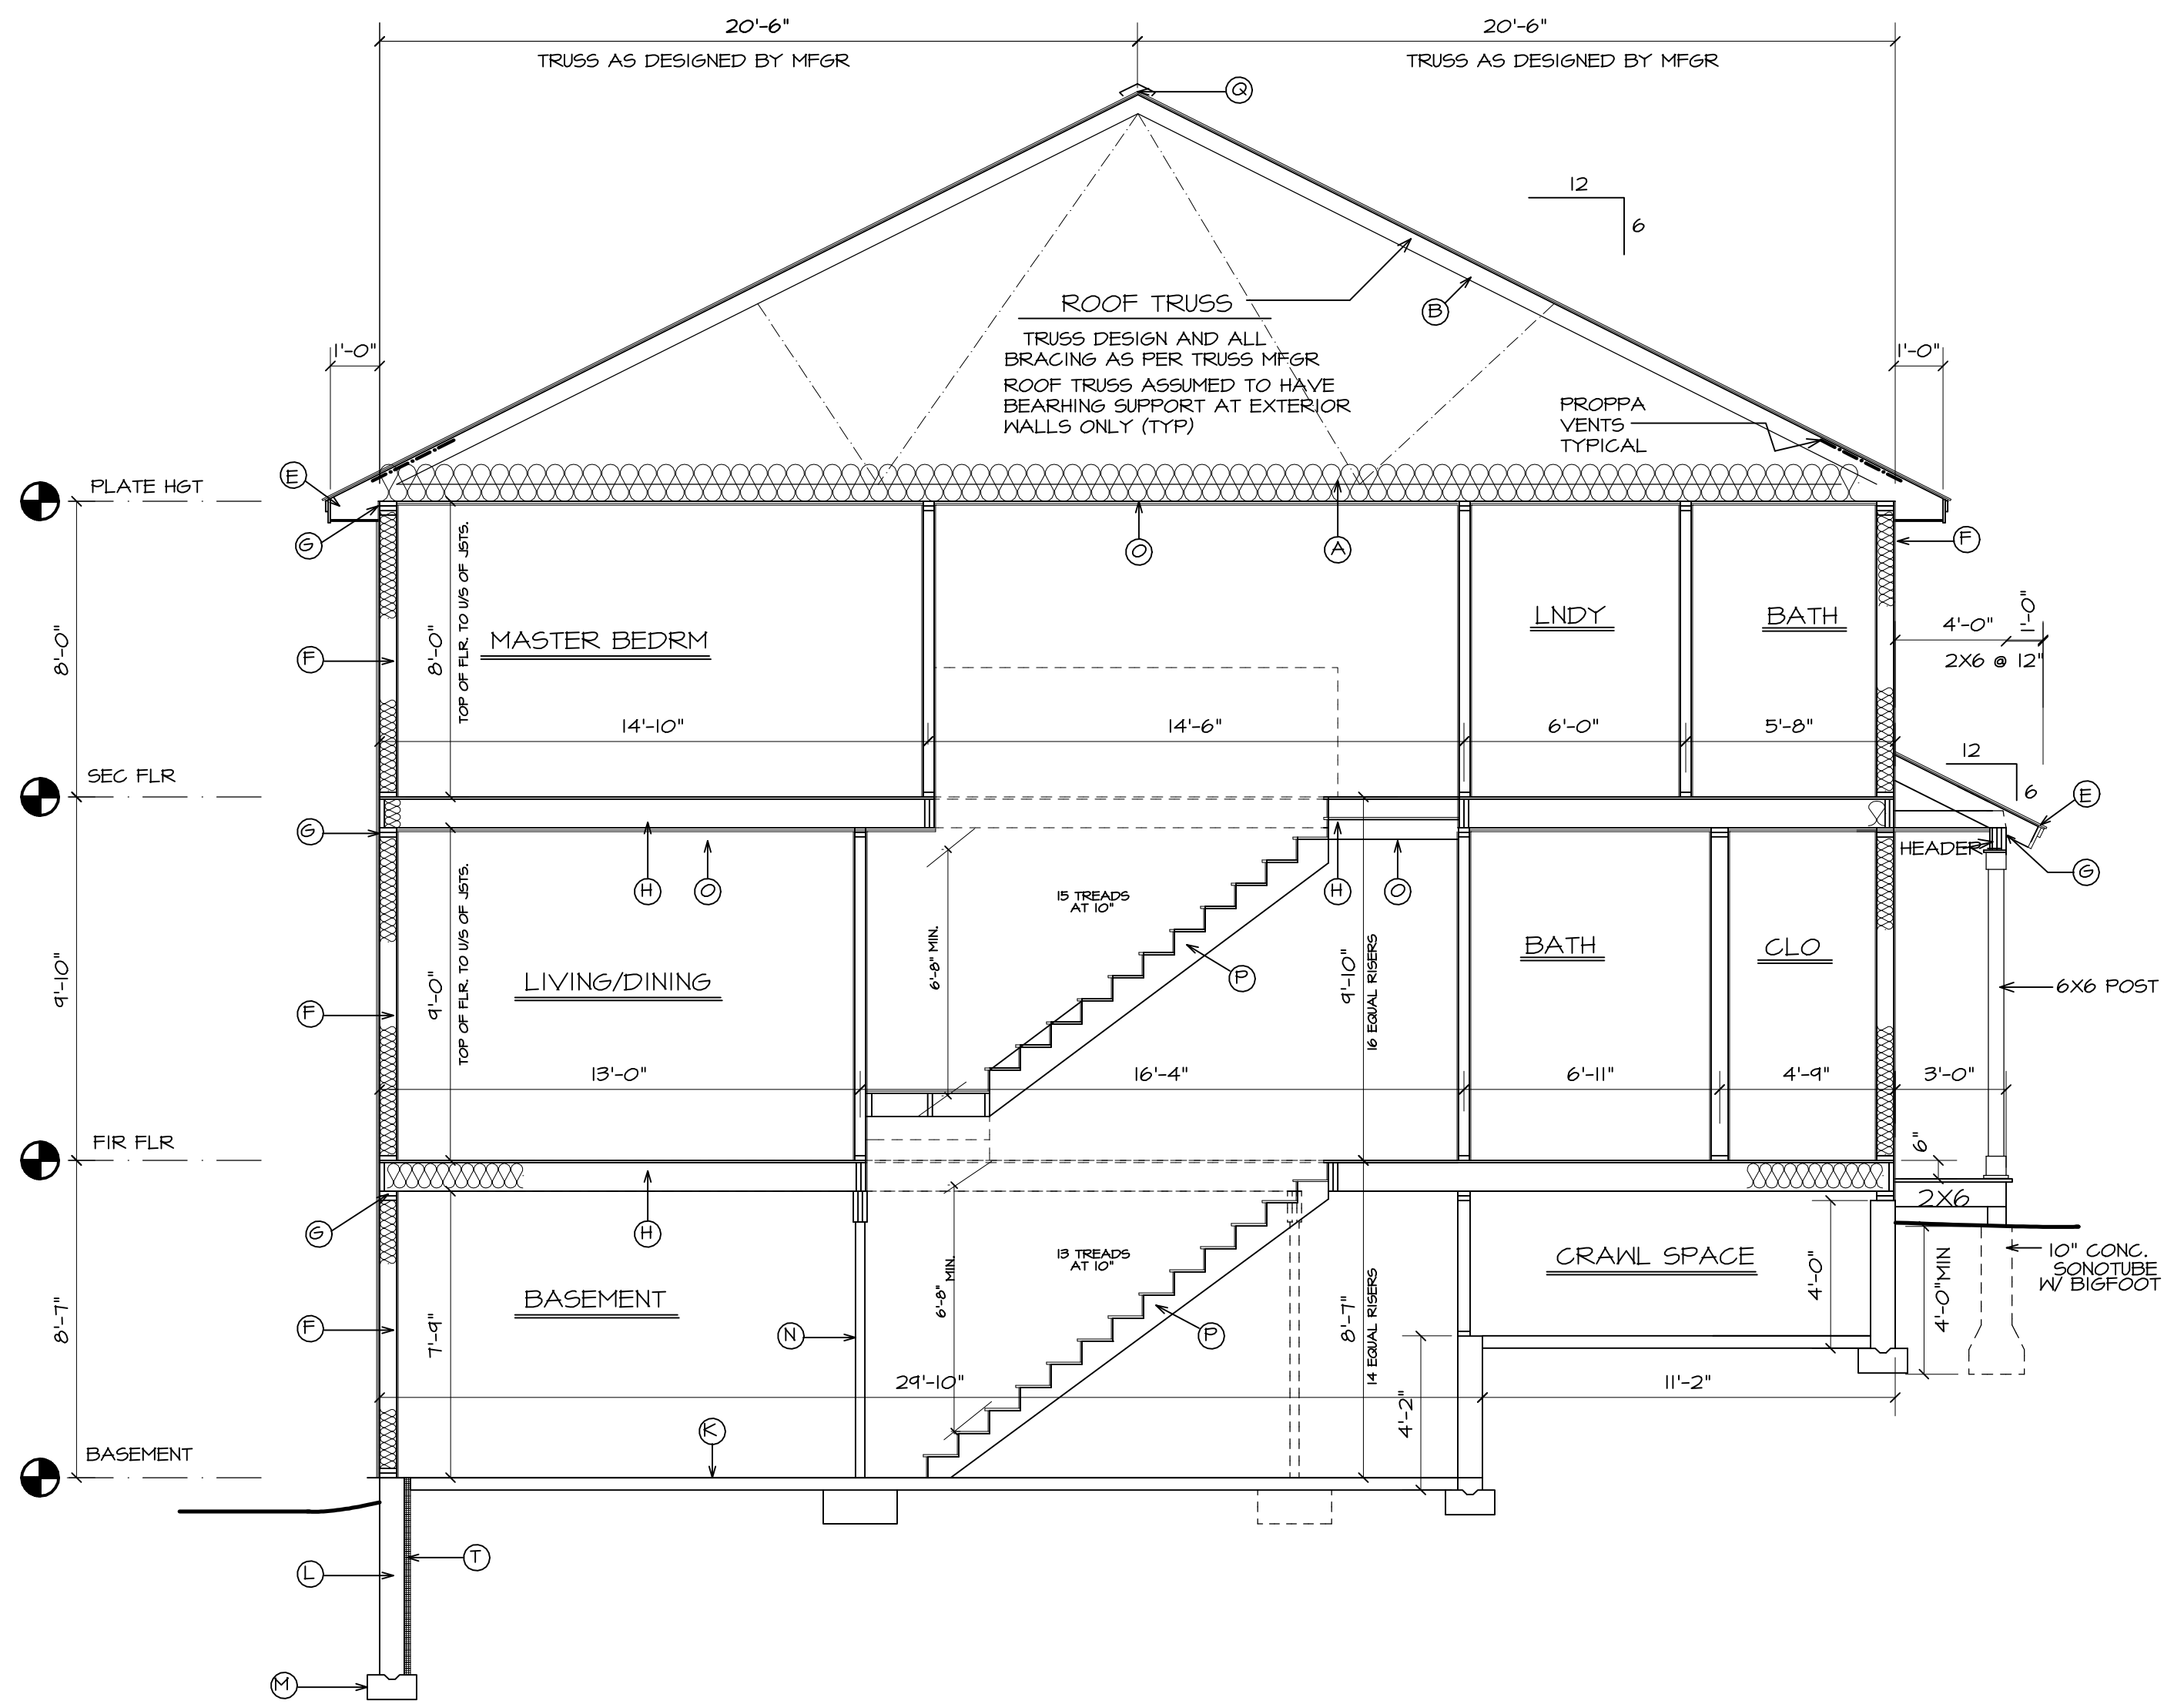 20'-6"
20'-6"
TRUSS AS DESIGNED BY MFGR
TRUSS AS DESIGNED BY MFGR
Q
12
6
ROOF TRUSS
B
TRUSS DESIGN AND ALL
BRACING AS PER TRUSS MFGR
ROOF TRUSS ASSUMED TO HAVE
BEARHING SUPPORT AT EXTERIOR
WALLS ONLY (TYP)
1'-0"
1'-0"
PROPPA
VENTS
TYPICAL
E
PLATE HGT
G
O
A
F
8'-0"
F
8'-0"
TOP OF FLR. TO U/S OF JSTS.
MASTER BEDRM
LNDY
BATH
4'-0"
1'-0"
2X6 @ 12"
14'-10"
14'-6"
6'-0"
5'-8"
SEC FLR
12
6
E
G
H
O
H
O
HEADER
G
15 TREADS
AT 10"
9'-10"
F
9'-0"
TOP OF FLR. TO U/S OF JSTS.
LIVING/DINING
6'-8" MIN.
P
9'-10"
16 EQUAL RISERS
BATH
CLO
6X6 POST
13'-0"
16'-4"
6'-11"
4'-9"
3'-0"
FIR FLR
6"
G
H
2X6
8'-7"
F
7'-9"
BASEMENT
N
6'-8" MIN.
13 TREADS
AT 10"
P
8'-7"
14 EQUAL RISERS
CRAWL SPACE
4'-0"
4'-0"MIN
10" CONC.
SONOTUBE
W/ BIGFOOT
29'-10"
11'-2"
4'-2"
K
BASEMENT
T
L
M